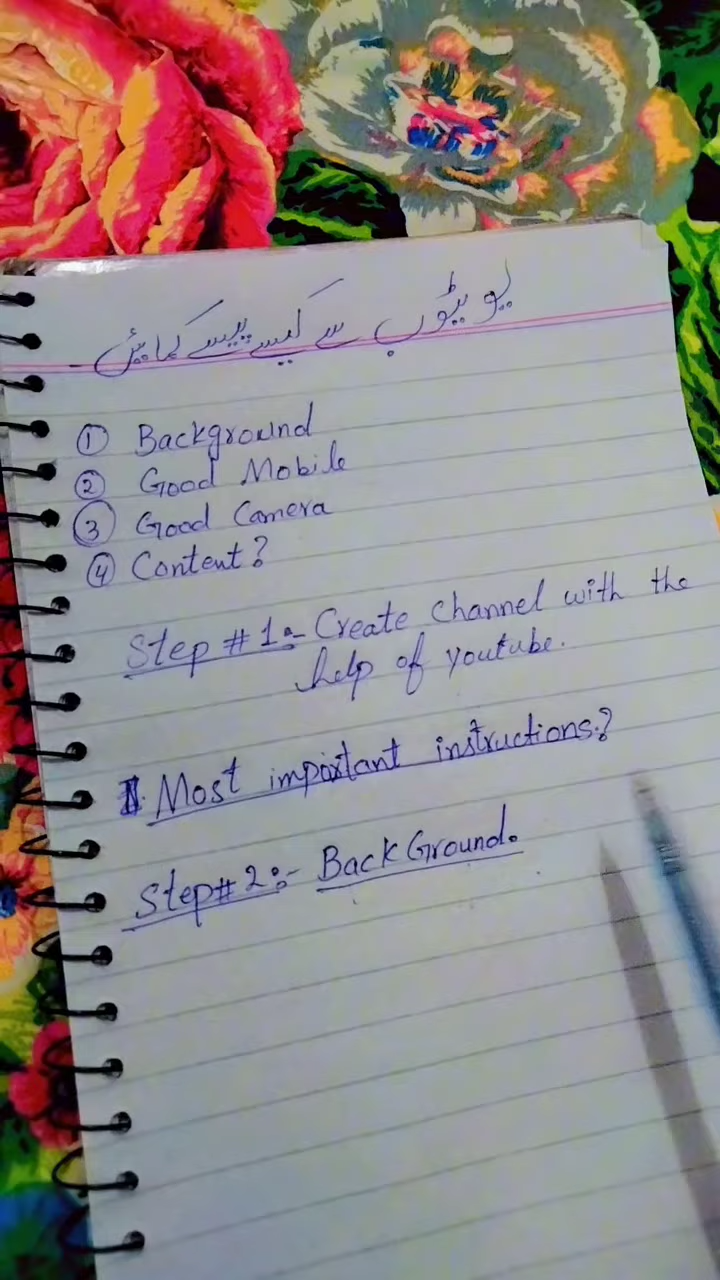 یوٹیوب سے کیسے پیسے کمایئں -
① Background
② Good Mobile
③ Good Camera
④ Content?
Step # 1:- Create Channel with the
help of youtube.
Most important instructions?
Step# 2:- BackGround.